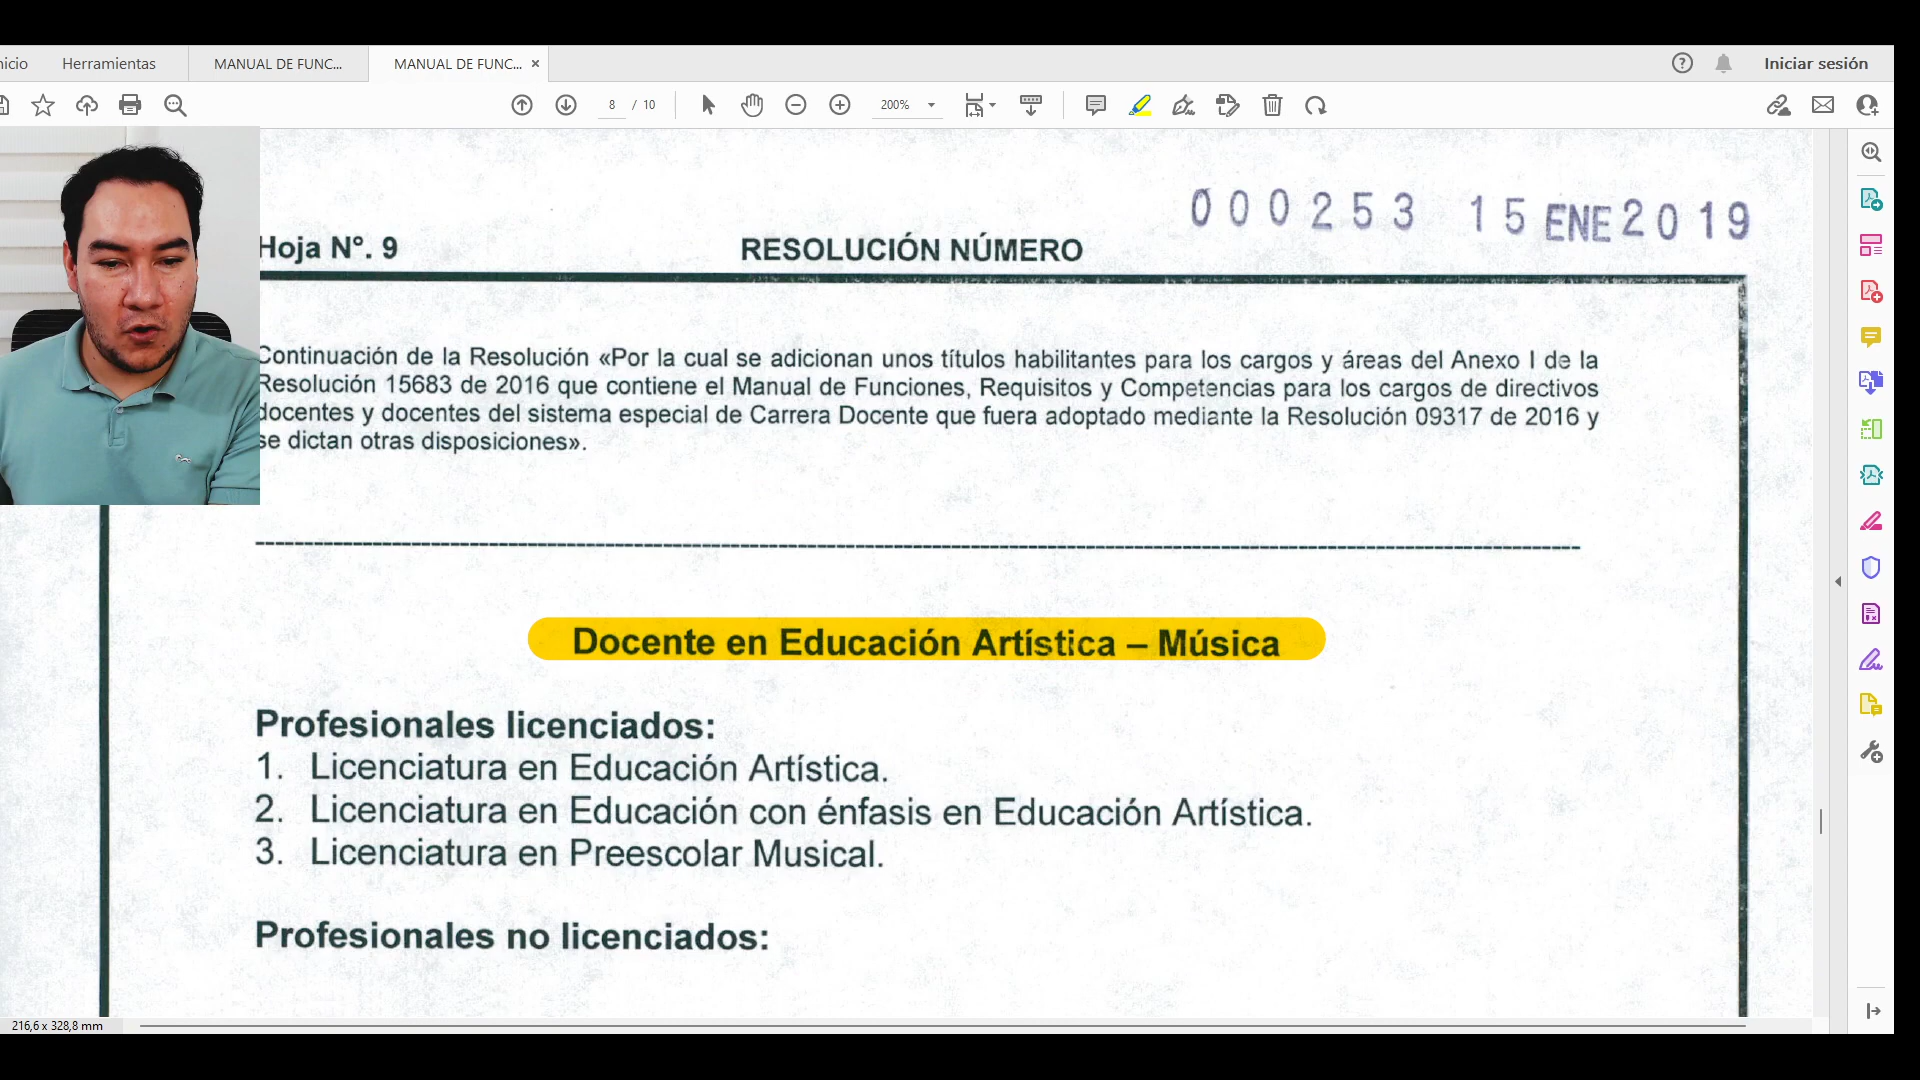 Herramientas
MANUAL DE FUNC...
MANUAL DE FUNC...
Iniciar sesión
8 / 10
200%
000253 15 ENE 2019
Hoja N°. 9
RESOLUCIÓN NÚMERO
Continuación de la Resolución «Por la cual se adicionan unos títulos habilitantes para los cargos y áreas del Anexo I de la
Resolución 15683 de 2016 que contiene el Manual de Funciones, Requisitos y Competencias para los cargos de directivos
docentes y docentes del sistema especial de Carrera Docente que fuera adoptado mediante la Resolución 09317 de 2016 y
se dictan otras disposiciones».
Docente en Educación Artística – Música
Profesionales licenciados:
1. Licenciatura en Educación Artística.
2. Licenciatura en Educación con énfasis en Educación Artística.
3. Licenciatura en Preescolar Musical.
Profesionales no licenciados:
216,6 x 328,8 mm